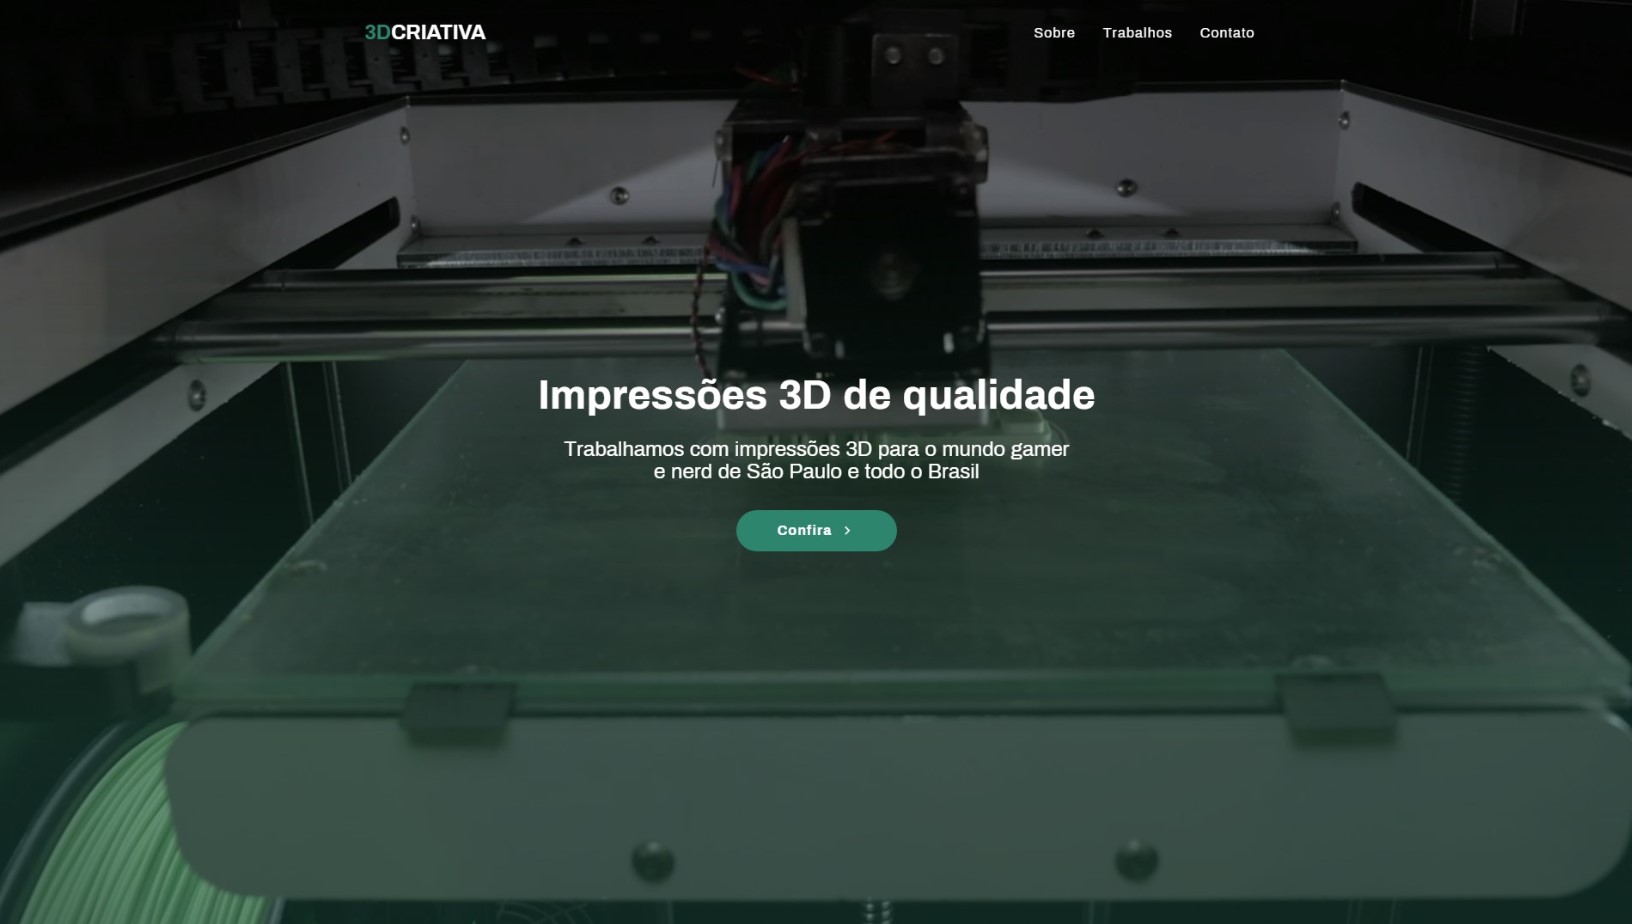 3DCRIATIVA
Sobre Trabalhos Contato
Impressões 3D de qualidade
Trabalhamos com impressões 3D para o mundo gamer
e nerd de São Paulo e todo o Brasil
Confira